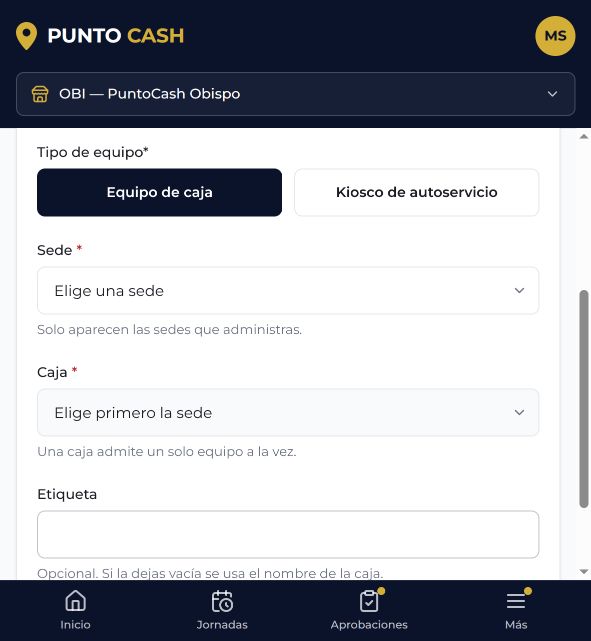 PUNTO CASH
MS
OBI — PuntoCash Obispo
Tipo de equipo*
Equipo de caja
Kiosco de autoservicio
Sede *
Elige una sede
Solo aparecen las sedes que administras.
Caja *
Elige primero la sede
Una caja admite un solo equipo a la vez.
Etiqueta
Opcional. Si la dejas vacía se usa el nombre de la caja.
Inicio
Jornadas
Aprobaciones
Más